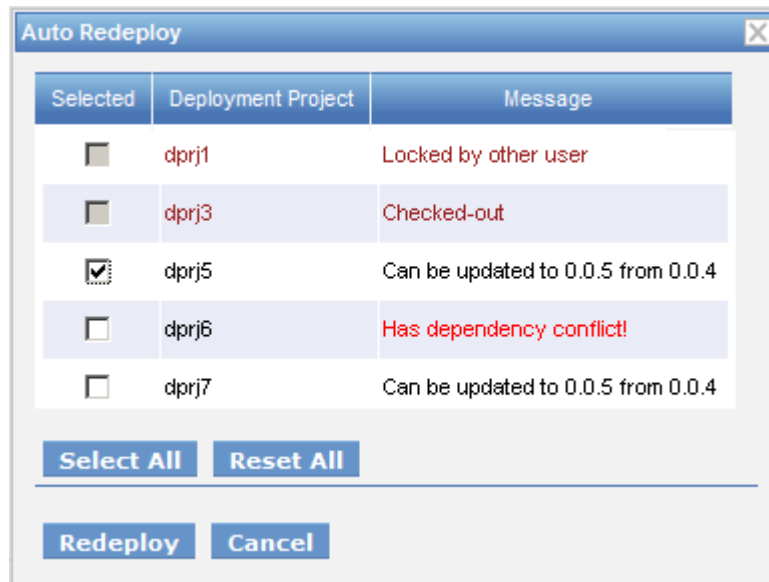 Auto Redeploy
Selected Deployment Project Message
dprj1 Locked by other user
dprj3 Checked-out
dprj5 Can be updated to 0.0.5 from 0.0.4
dprj6 Has dependency conflict!
dprj7 Can be updated to 0.0.5 from 0.0.4
Select All Reset All
Redeploy Cancel